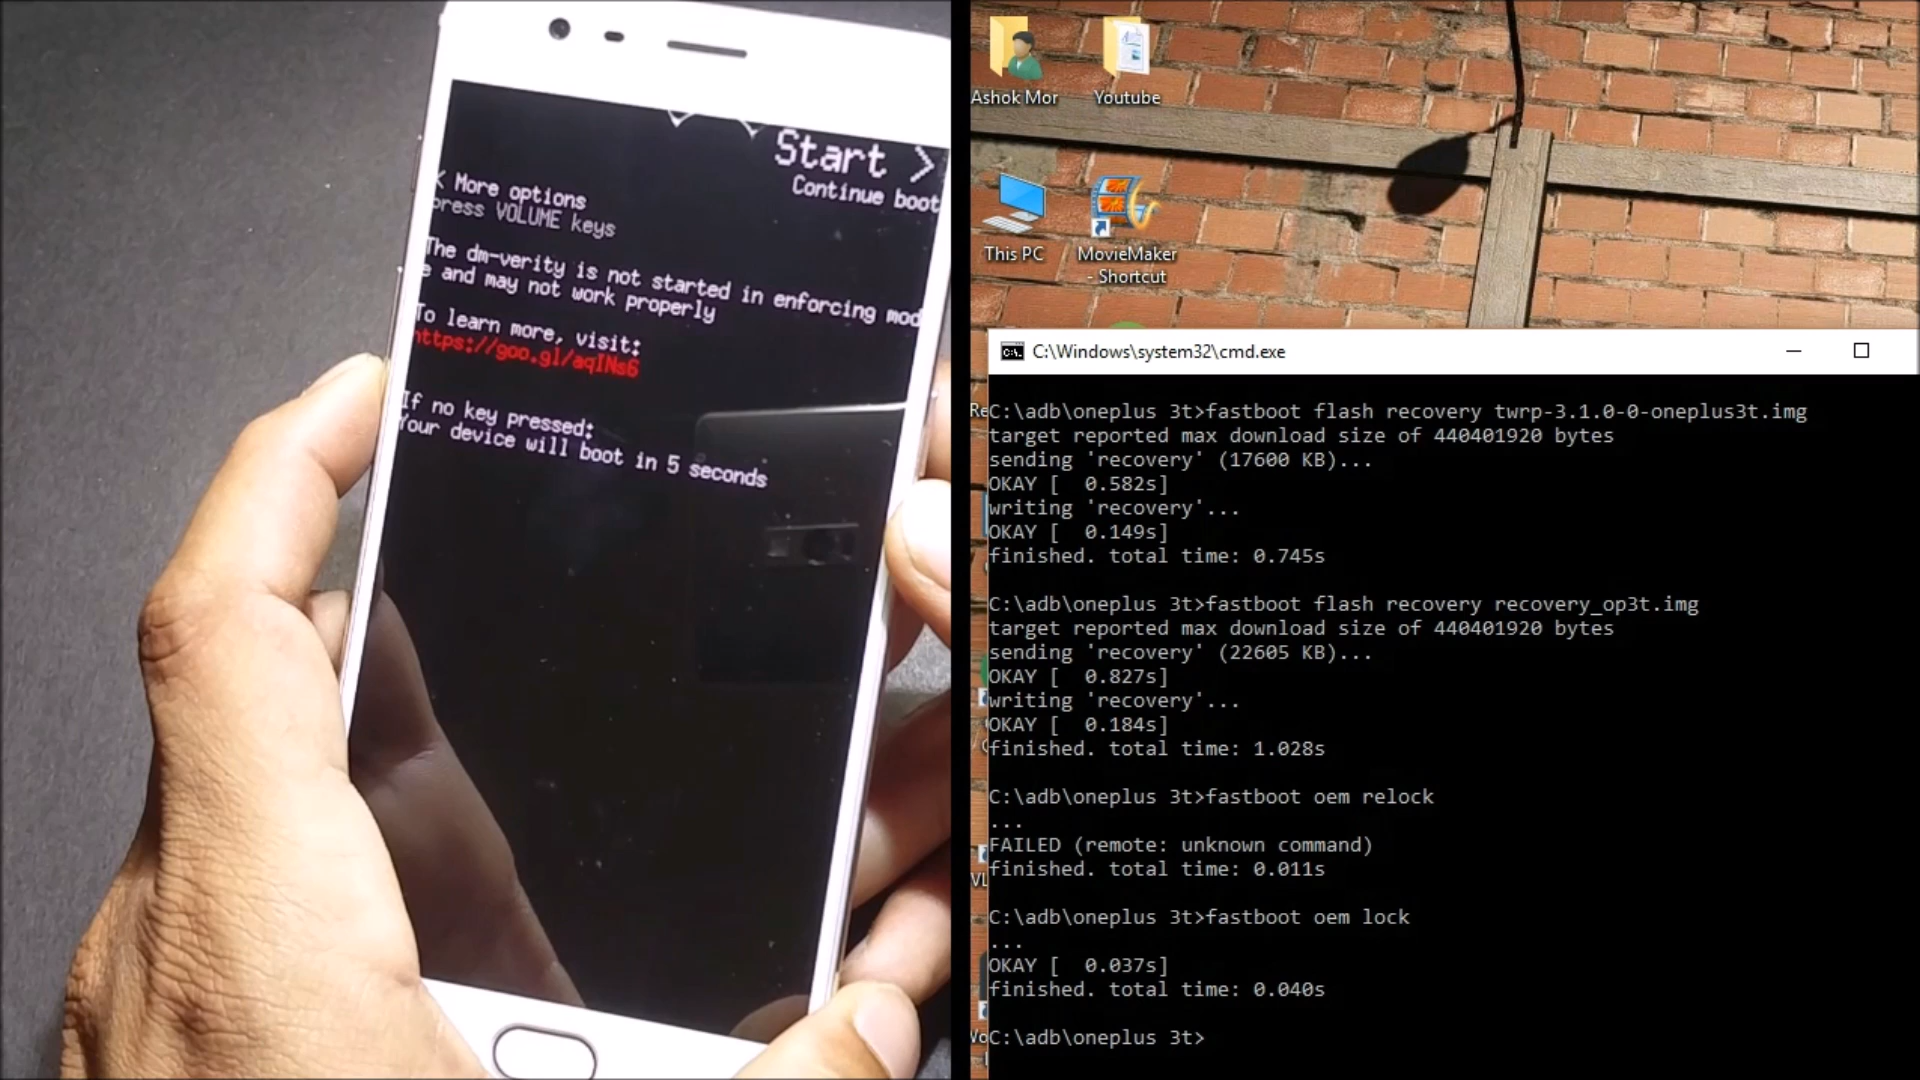 Start >
Continue boot
< More options
press VOLUME keys
The dm-verity is not started in enforcing mod
e and may not work properly
To learn more, visit:
https://goo.gl/aqINs6
If no key pressed:
Your device will boot in 5 seconds
Ashok Mor
Youtube
This PC
MovieMaker
- Shortcut
C:\Windows\system32\cmd.exe
C:\adb\oneplus 3t>fastboot flash recovery twrp-3.1.0-0-oneplus3t.img
target reported max download size of 440401920 bytes
sending 'recovery' (17600 KB)...
OKAY [  0.582s]
writing 'recovery'...
OKAY [  0.149s]
finished. total time: 0.745s
C:\adb\oneplus 3t>fastboot flash recovery recovery_op3t.img
target reported max download size of 440401920 bytes
sending 'recovery' (22605 KB)...
OKAY [  0.827s]
writing 'recovery'...
OKAY [  0.184s]
finished. total time: 1.028s
C:\adb\oneplus 3t>fastboot oem relock
...
FAILED (remote: unknown command)
finished. total time: 0.011s
C:\adb\oneplus 3t>fastboot oem lock
...
OKAY [  0.037s]
finished. total time: 0.040s
C:\adb\oneplus 3t>